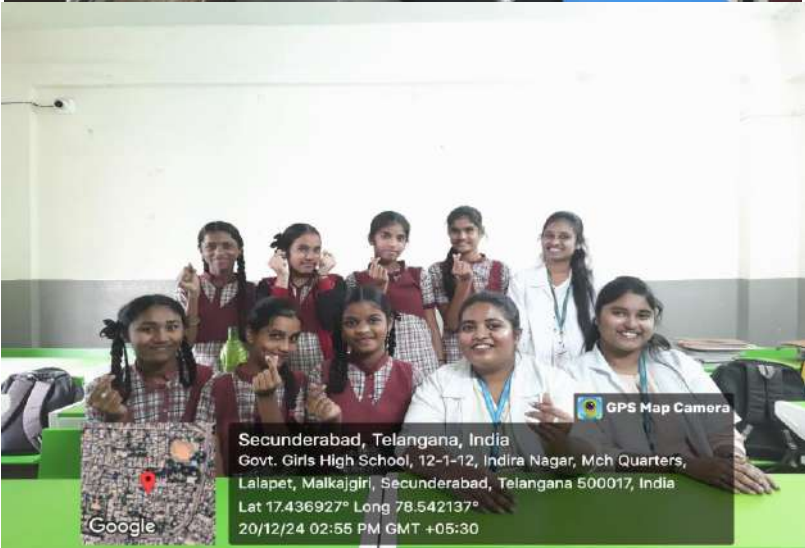 GPS Map Camera
Secunderabad, Telangana, India
Govt. Girls High School, 12-1-12, Indira Nagar, Mch Quarters,
Lalapet, Malkajgiri, Secunderabad, Telangana 500017, India
Lat 17.436927° Long 78.542137°
20/12/24 02:55 PM GMT +05:30
Google